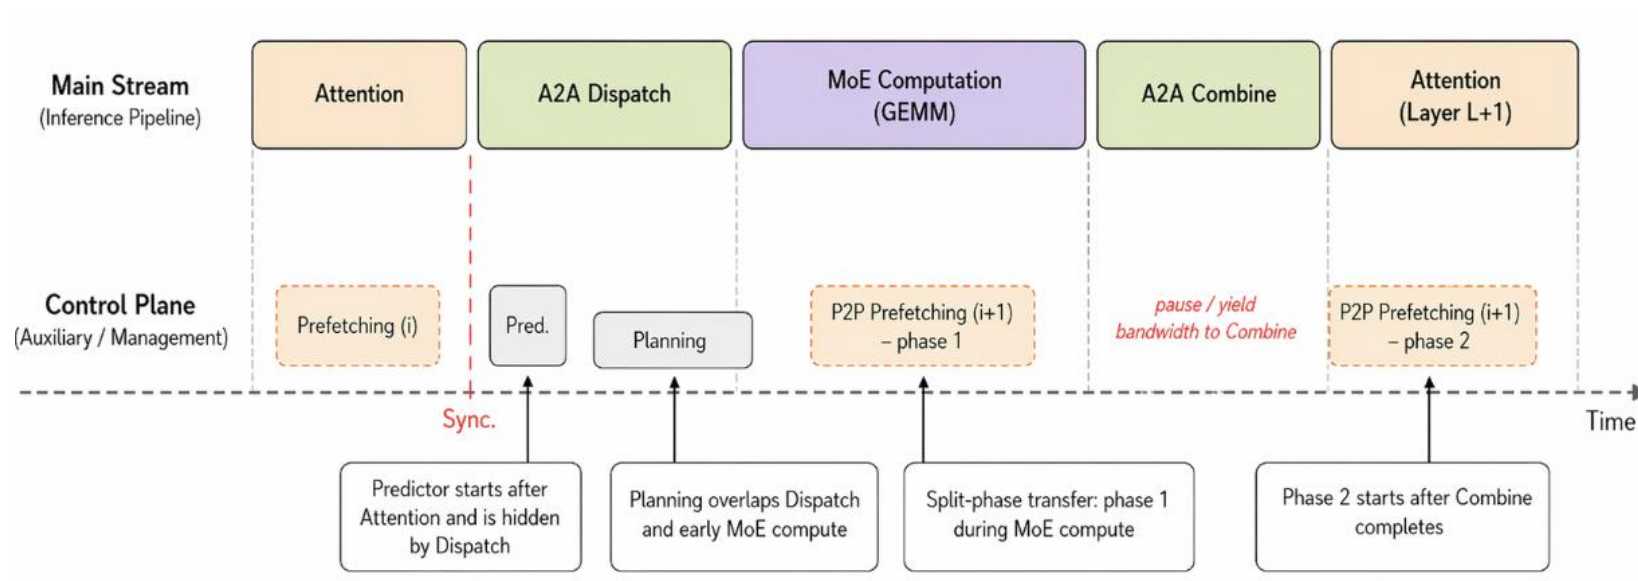 Main Stream
(Inference Pipeline)
Attention
A2A Dispatch
MoE Computation
(GEMM)
A2A Combine
Attention
(Layer L+1)
Control Plane
(Auxiliary / Management)
Prefetching (i)
Pred.
Planning
P2P Prefetching (i+1)
– phase 1
pause / yield
bandwidth to Combine
P2P Prefetching (i+1)
– phase 2
Sync.
Time
Predictor starts after
Attention and is hidden
by Dispatch
Planning overlaps Dispatch
and early MoE compute
Split-phase transfer: phase 1
during MoE compute
Phase 2 starts after Combine
completes